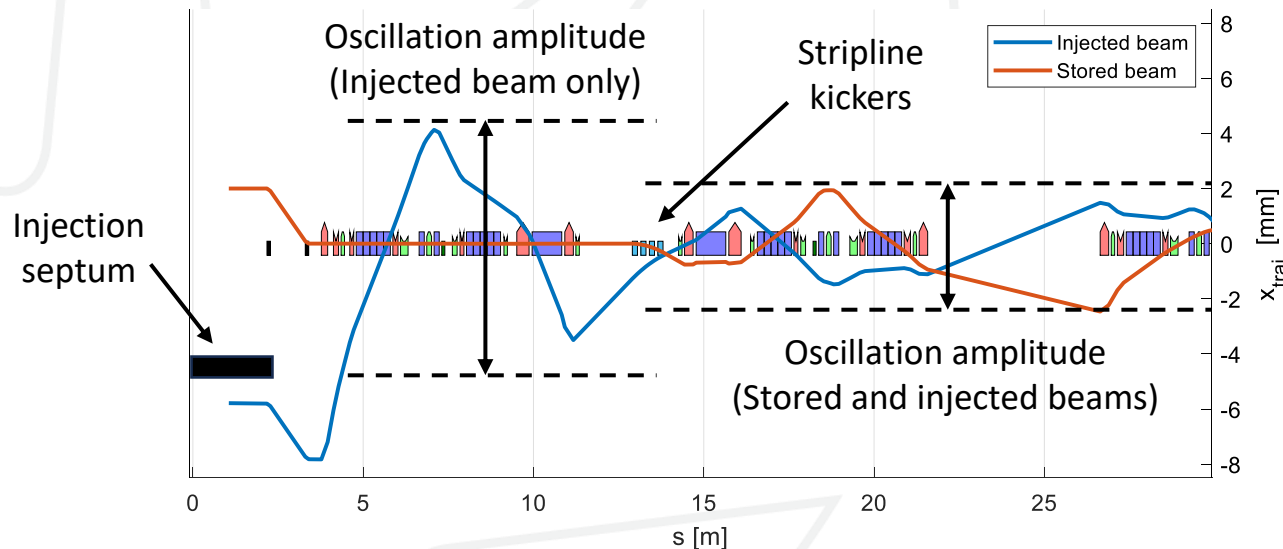 Oscillation amplitude
(Injected beam only)
Stripline
kickers
Injected beam
Stored beam
Injection
septum
Oscillation amplitude
(Stored and injected beams)
8
6
4
2
0
-2
-4
-6
-8
x_traj [mm]
0
5
10
15
20
25
s [m]